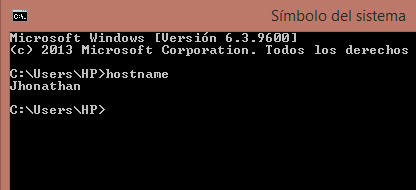 Símbolo del sistema
Microsoft Windows [Versión 6.3.9600]
(c) 2013 Microsoft Corporation. Todos los derechos
C:\Users\HP>hostname
Jhonathan
C:\Users\HP>